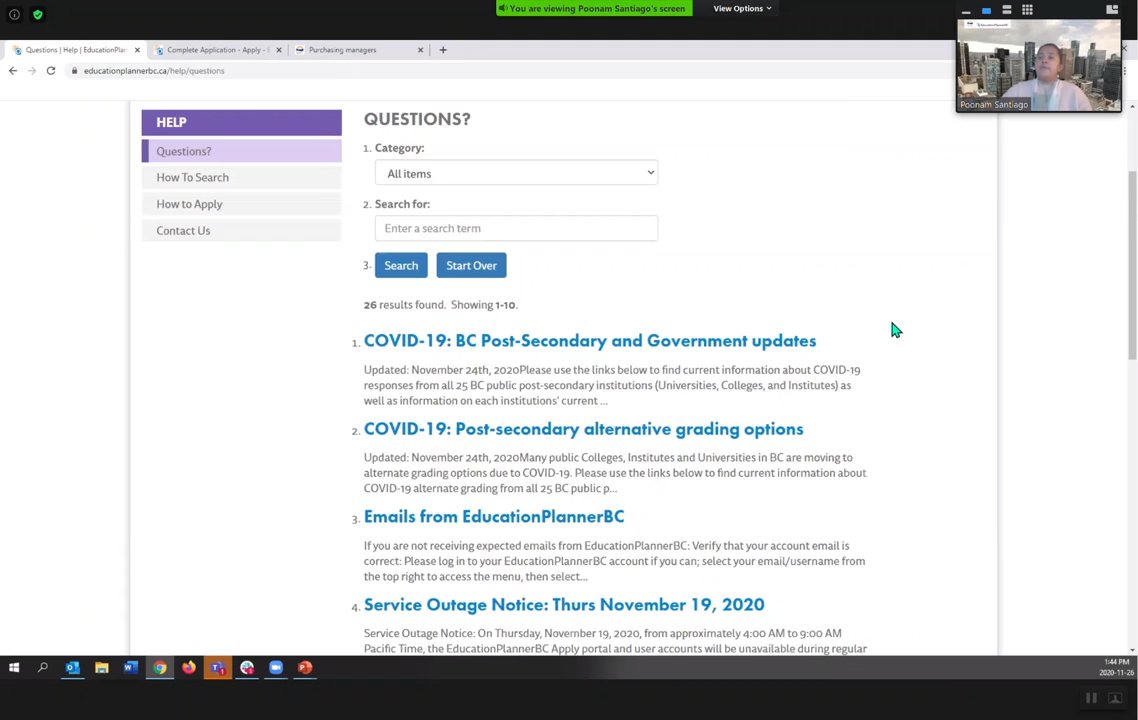 You are viewing Poonam Santiago's screen
View Options
Questions | Help | EducationPla
Complete Application - Apply - E
Purchasing managers
educationplannerbc.ca/help/questions
Poonam Santiago
HELP
Questions?
How To Search
How to Apply
Contact Us
QUESTIONS?
1. Category:
All items
2. Search for:
Enter a search term
3. Search Start Over
26 results found. Showing 1-10.
1. COVID-19: BC Post-Secondary and Government updates
Updated: November 24th, 2020Please use the links below to find current information about COVID-19
responses from all 25 BC public post-secondary institutions (Universities, Colleges, and Institutes) as
well as information on each institutions' current ...
2. COVID-19: Post-secondary alternative grading options
Updated: November 24th, 2020Many public Colleges, Institutes and Universities in BC are moving to
alternate grading options due to COVID-19. Please use the links below to find current information about
COVID-19 alternate grading from all 25 BC public p...
3. Emails from EducationPlannerBC
If you are not receiving expected emails from EducationPlannerBC: Verify that your account email is
correct: Please log in to your EducationPlannerBC account if you can; select your email/username from
the top right to access the menu, then select...
4. Service Outage Notice: Thurs November 19, 2020
Service Outage Notice: On Thursday, November 19, 2020, from approximately 4:00 AM to 9:00 AM
Pacific Time, the EducationPlannerBC Apply portal and user accounts will be unavailable during regular
1:44 PM
2020-11-26